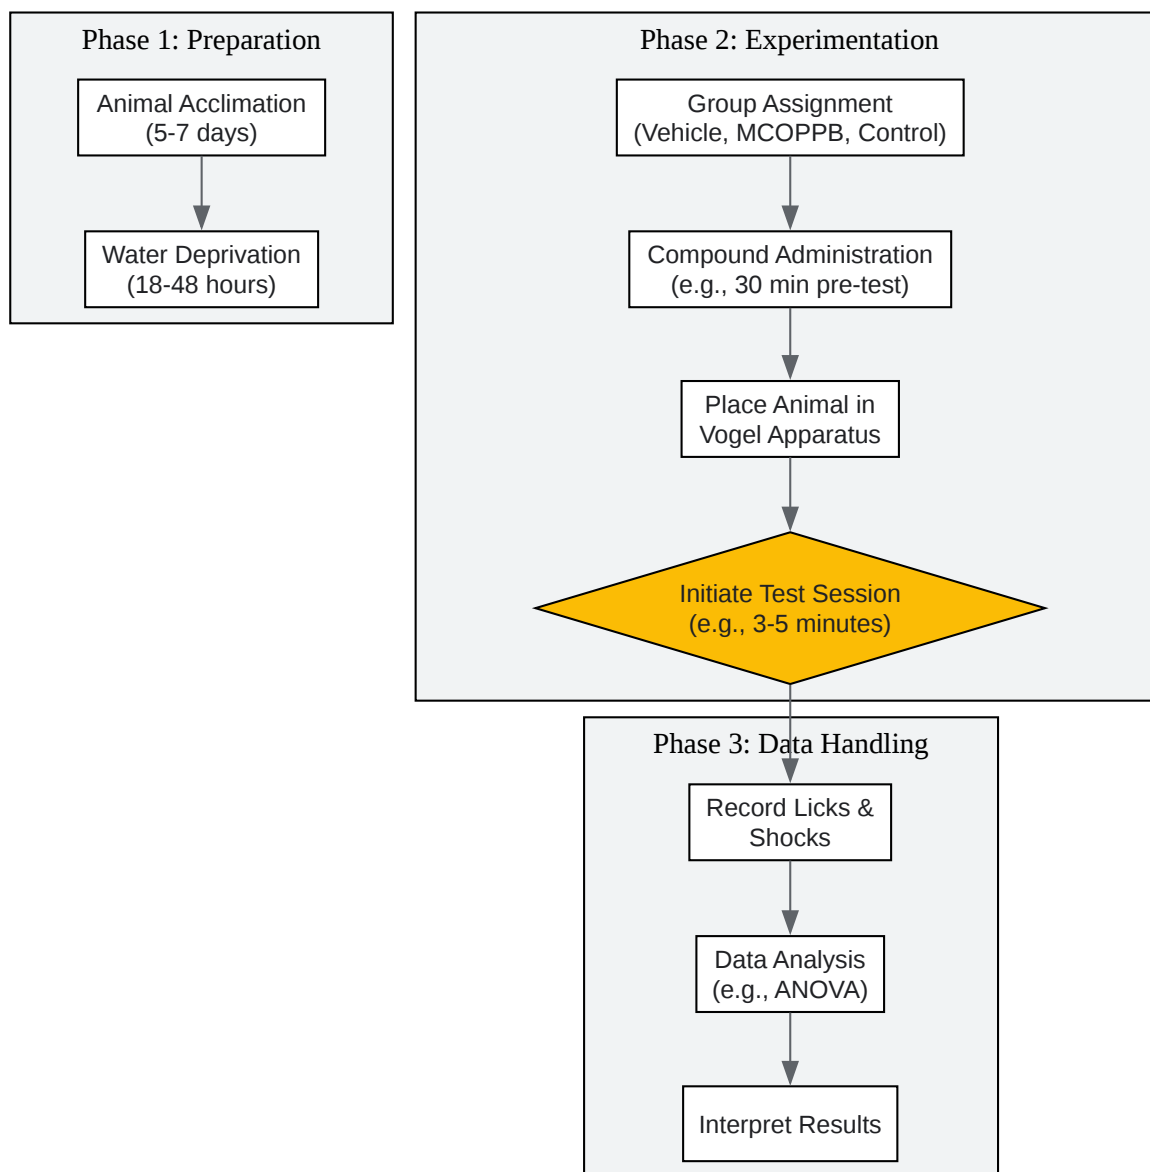 Phase 1: Preparation
Animal Acclimation
(5-7 days)
Water Deprivation
(18-48 hours)
Phase 2: Experimentation
Group Assignment
(Vehicle, MCOPPB, Control)
Compound Administration
(e.g., 30 min pre-test)
Place Animal in
Vogel Apparatus
Initiate Test Session
(e.g., 3-5 minutes)
Phase 3: Data Handling
Record Licks &
Shocks
Data Analysis
(e.g., ANOVA)
Interpret Results